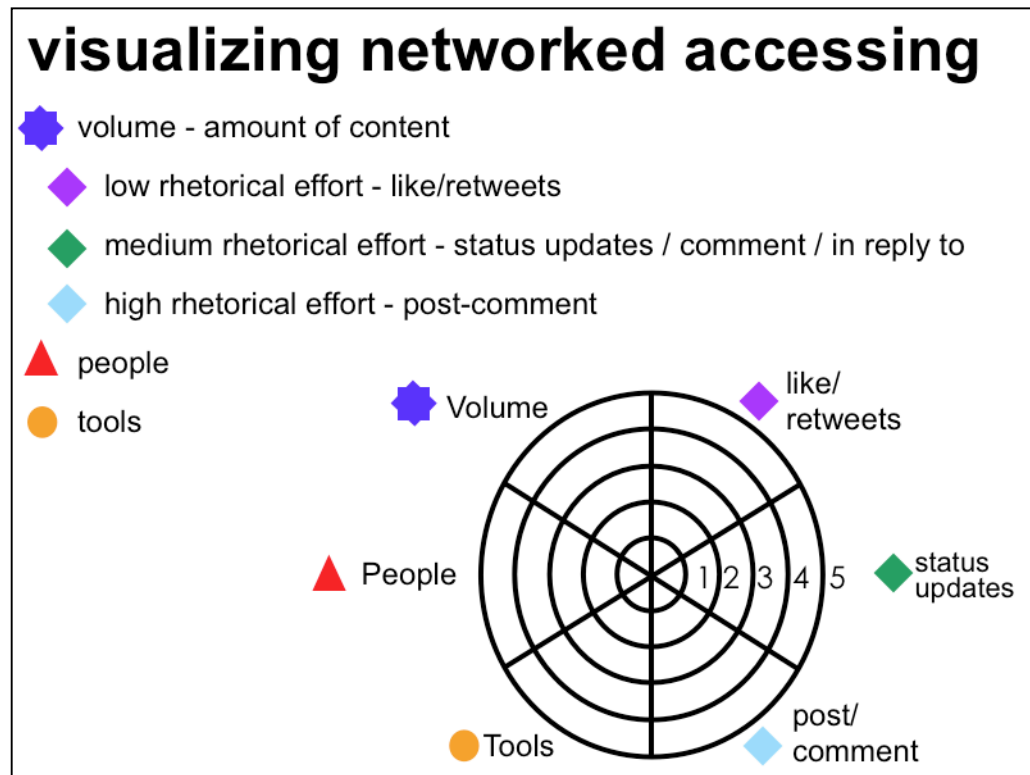 visualizing networked accessing
volume - amount of content
low rhetorical effort - like/retweets
medium rhetorical effort - status updates / comment / in reply to
high rhetorical effort - post-comment
people
tools
Volume
like/
retweets
People
1 2 3 4 5
status
updates
Tools
post/
comment